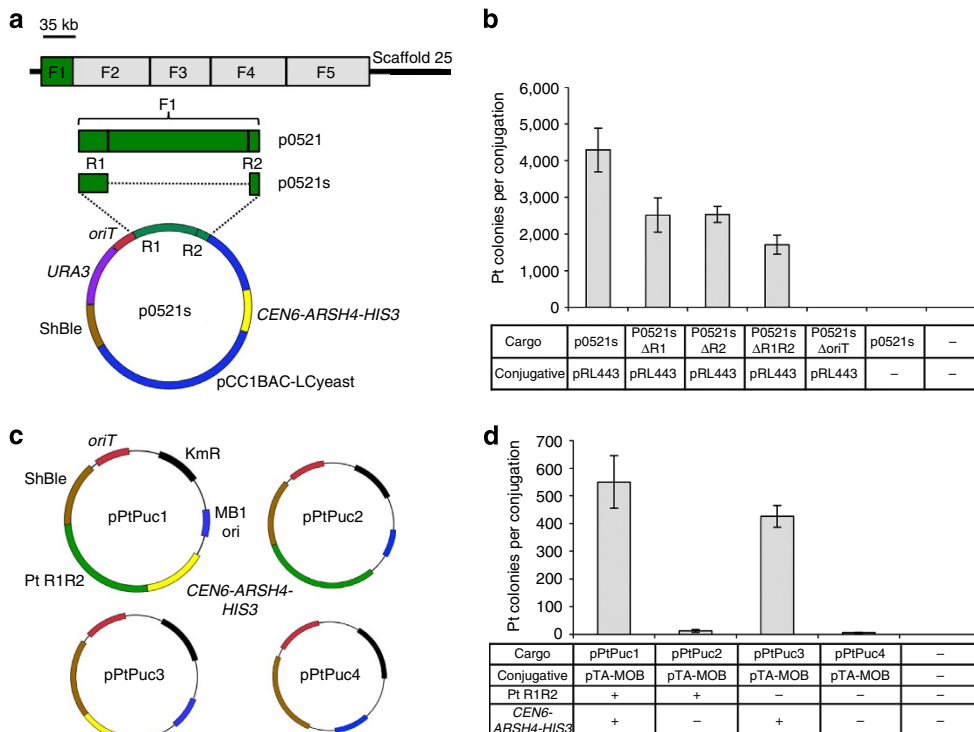 a
35 kb
Scaffold 25
F1 F2 F3 F4 F5
F1
p0521
R1 R2
p0521s
oriT
R1 R2
URA3
p0521s
CEN6-ARSH4-HIS3
ShBle
pCC1BAC-LCyeast
b
Pt colonies per conjugation
6,000
5,000
4,000
3,000
2,000
1,000
0
Cargo p0521s P0521s ΔR1 P0521s ΔR2 P0521s ΔR1R2 P0521s ΔoriT p0521s –
Conjugative pRL443 pRL443 pRL443 pRL443 pRL443 – –
c
oriT
KmR
ShBle
pPtPuc1
MB1
ori
Pt R1R2
CEN6-ARSH4-
HIS3
pPtPuc2
pPtPuc3
pPtPuc4
d
Pt colonies per conjugation
700
600
500
400
300
200
100
0
Cargo pPtPuc1 pPtPuc2 pPtPuc3 pPtPuc4 –
Conjugative pTA-MOB pTA-MOB pTA-MOB pTA-MOB –
Pt R1R2 + + – – –
CEN6-
ARSH4-HIS3 + – + – –